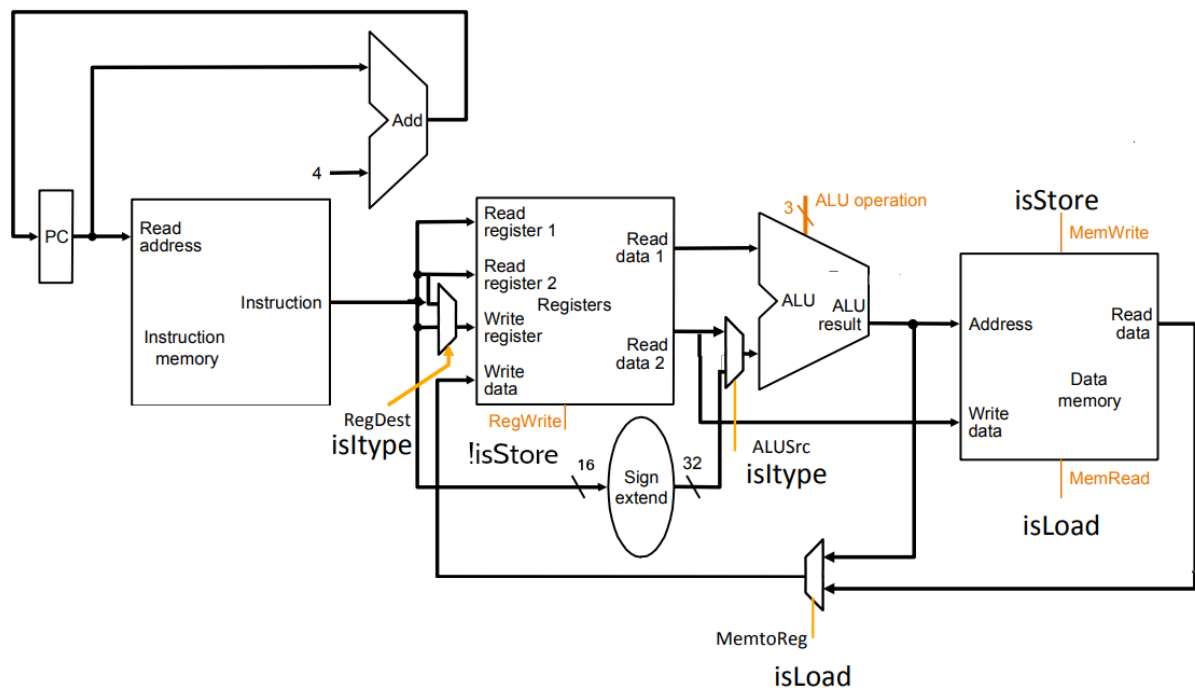 Add
4
PC
Read
address
Instruction
Instruction
memory
Read
register 1
Read
register 2
Write
register
Write
data
Registers
Read
data 1
Read
data 2
RegWrite
!isStore
RegDest
isItype
16
Sign
extend
32
ALUSrc
isItype
3
ALU operation
ALU
ALU
result
isStore
MemWrite
Address
Read
data
Data
memory
Write
data
MemRead
isLoad
MemtoReg
isLoad